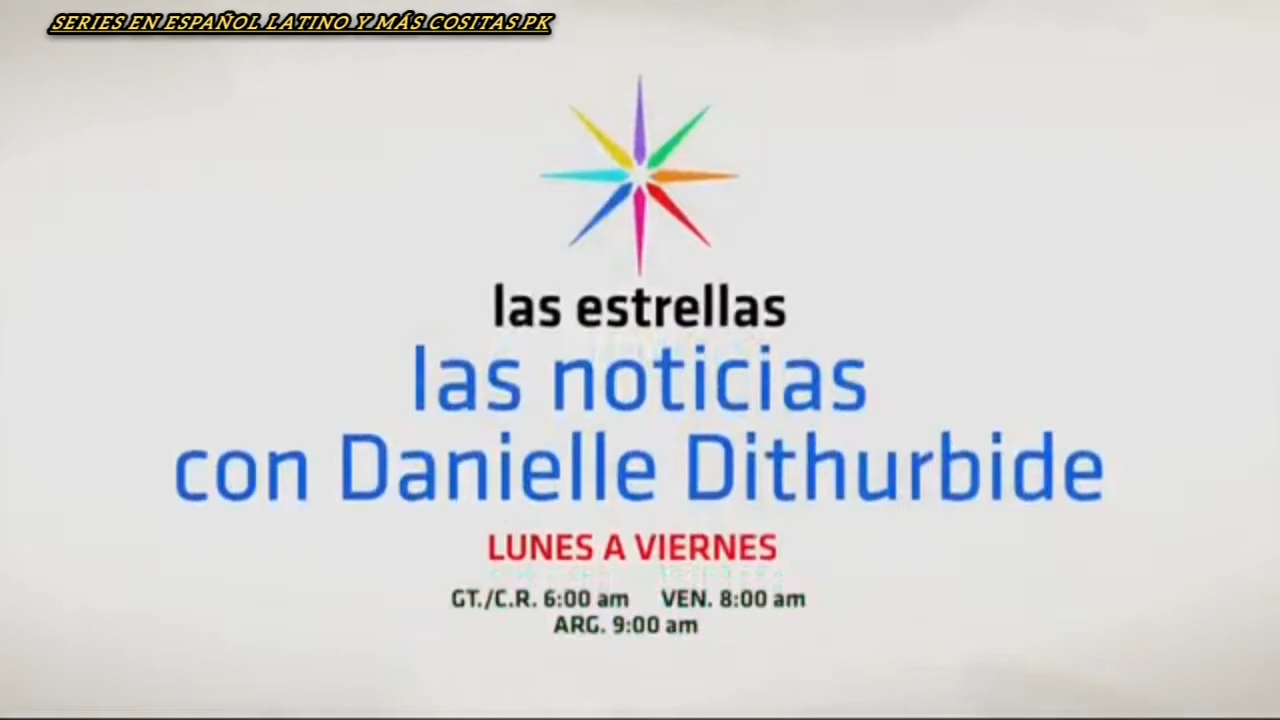 SERIES EN ESPAÑOL LATINO Y MÁS COSITAS PK
las estrellas
las noticias
con Danielle Dithurbide
LUNES A VIERNES
GT./C.R. 6:00 am VEN. 8:00 am
ARG. 9:00 am